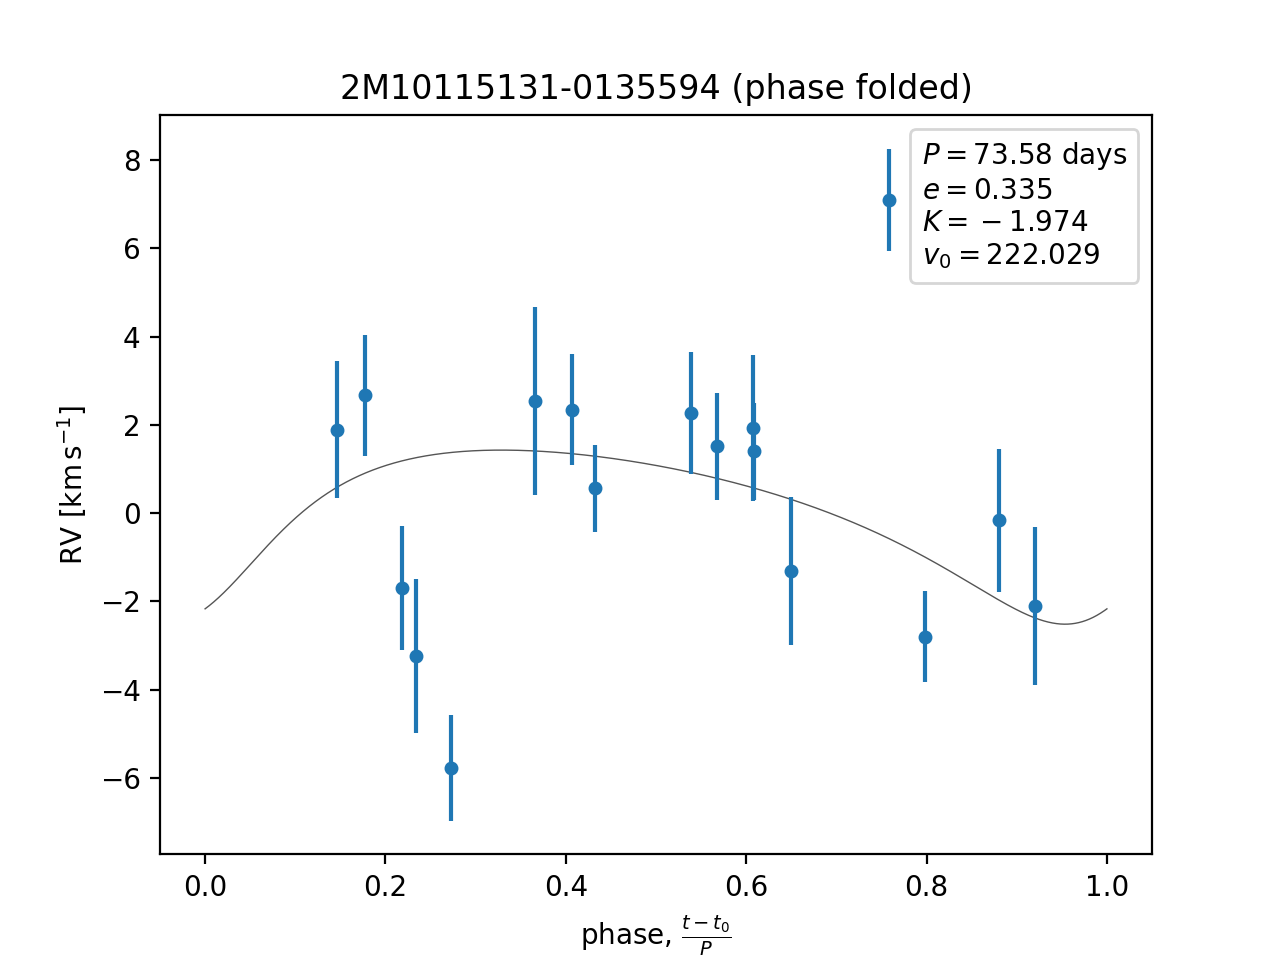 2M10115131-0135594 (phase folded)
P = 73.58 days
e = 0.335
K = −1.974
v₀ = 222.029
8
6
4
2
0
−2
−4
−6
RV [km s⁻¹]
0.0 0.2 0.4 0.6 0.8 1.0
phase, (t − t₀)/P